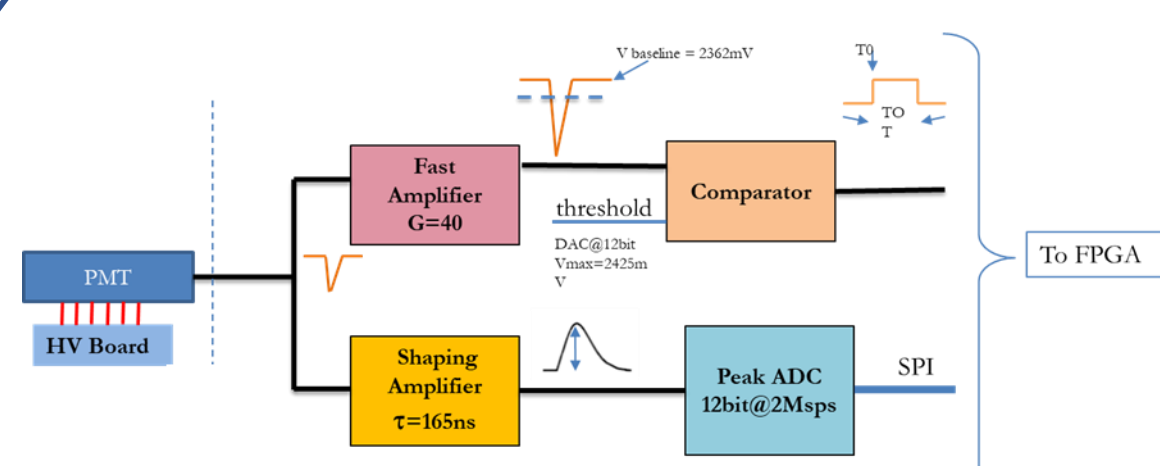 V baseline = 2362mV
T0
TO
T
Fast
Amplifier
G=40
Comparator
threshold
DAC@12bit
Vmax=2425m
V
To FPGA
PMT
HV Board
Shaping
Amplifier
τ=165ns
Peak ADC
12bit@2Msps
SPI